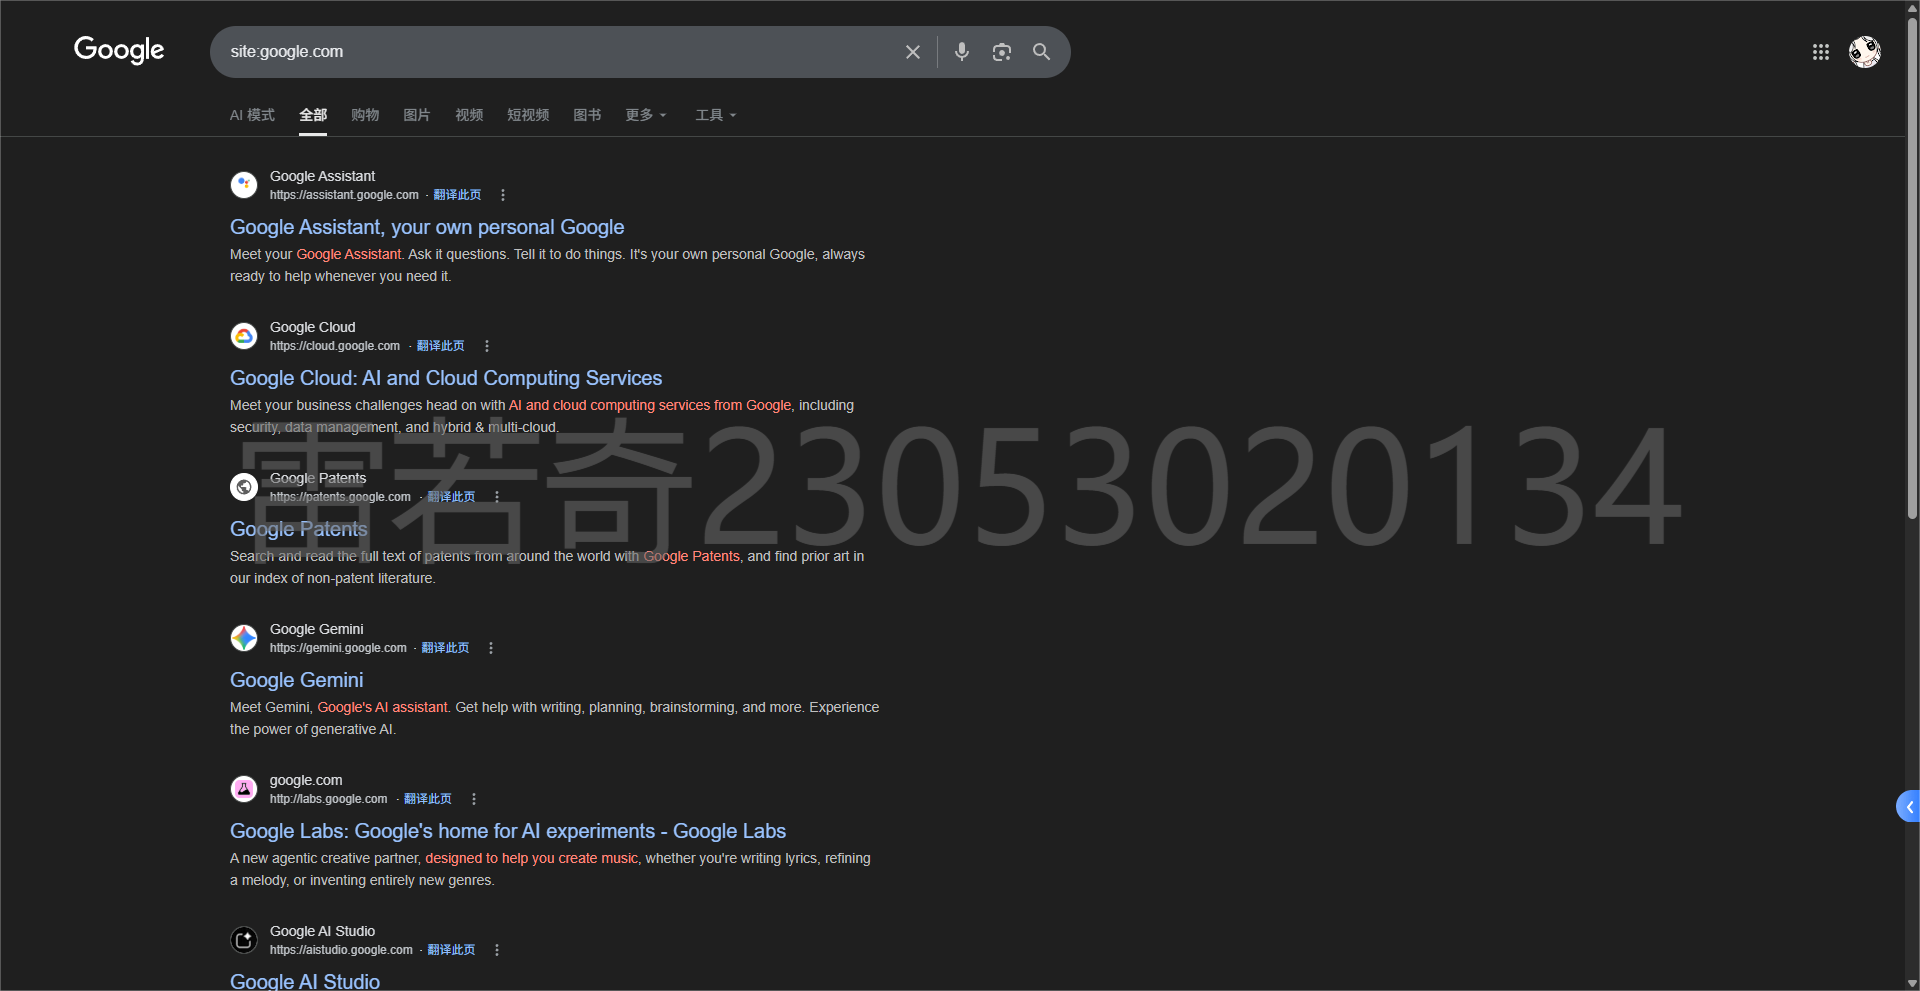 Google
site:google.com
AI 模式 全部 购物 图片 视频 短视频 图书 更多 工具
Google Assistant
https://assistant.google.com · 翻译此页
Google Assistant, your own personal Google
Meet your Google Assistant. Ask it questions. Tell it to do things. It's your own personal Google, always
ready to help whenever you need it.
Google Cloud
https://cloud.google.com · 翻译此页
Google Cloud: AI and Cloud Computing Services
Meet your business challenges head on with AI and cloud computing services from Google, including
security, data management, and hybrid & multi-cloud.
雷若奇23053020134
Google Patents
https://patents.google.com · 翻译此页
Google Patents
Search and read the full text of patents from around the world with Google Patents, and find prior art in
our index of non-patent literature.
Google Gemini
https://gemini.google.com · 翻译此页
Google Gemini
Meet Gemini, Google's AI assistant. Get help with writing, planning, brainstorming, and more. Experience
the power of generative AI.
google.com
http://labs.google.com · 翻译此页
Google Labs: Google's home for AI experiments - Google Labs
A new agentic creative partner, designed to help you create music, whether you're writing lyrics, refining
a melody, or inventing entirely new genres.
Google AI Studio
https://aistudio.google.com · 翻译此页
Google AI Studio